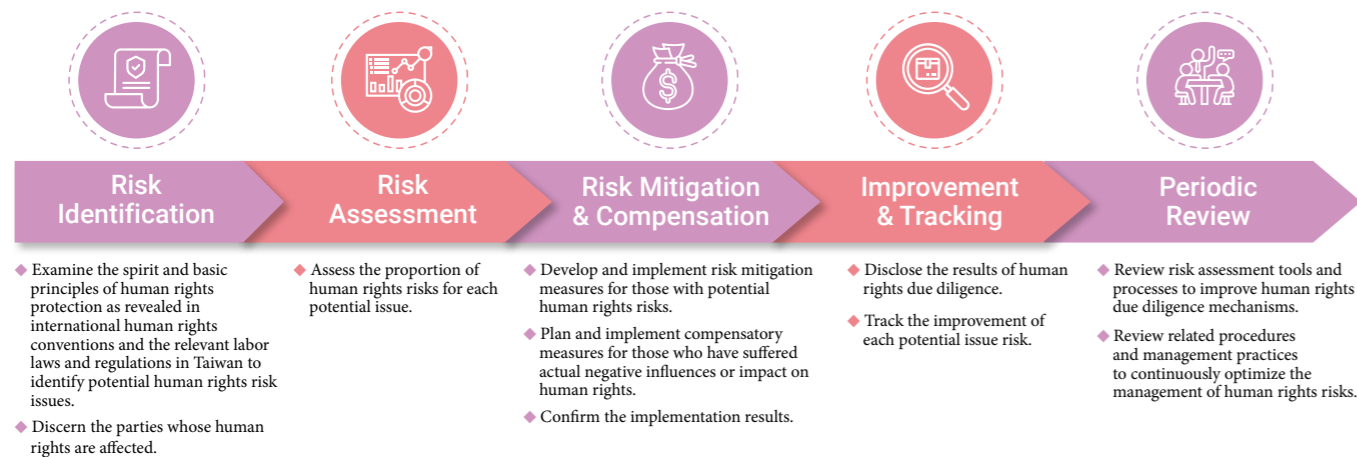 Risk
Identification
Risk
Assessment
Risk Mitigation
& Compensation
Improvement
& Tracking
Periodic
Review
◆ Examine the spirit and basic
principles of human rights
protection as revealed in
international human rights
conventions and the relevant labor
laws and regulations in Taiwan to
identify potential human rights risk
issues.
◆ Discern the parties whose human
rights are affected.
◆ Assess the proportion of
human rights risks for each
potential issue.
◆ Develop and implement risk mitigation
measures for those with potential
human rights risks.
◆ Plan and implement compensatory
measures for those who have suffered
actual negative influences or impact on
human rights.
◆ Confirm the implementation results.
◆ Disclose the results of human
rights due diligence.
◆ Track the improvement of
each potential issue risk.
◆ Review risk assessment tools and
processes to improve human rights
due diligence mechanisms.
◆ Review related procedures
and management practices
to continuously optimize the
management of human rights risks.